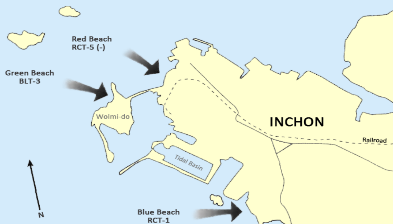 Red Beach
RCT-5 (-)
Green Beach
BLT-3
Wolmi-do
INCHON
Railroad
Tidal Basin
Blue Beach
RCT-1
N